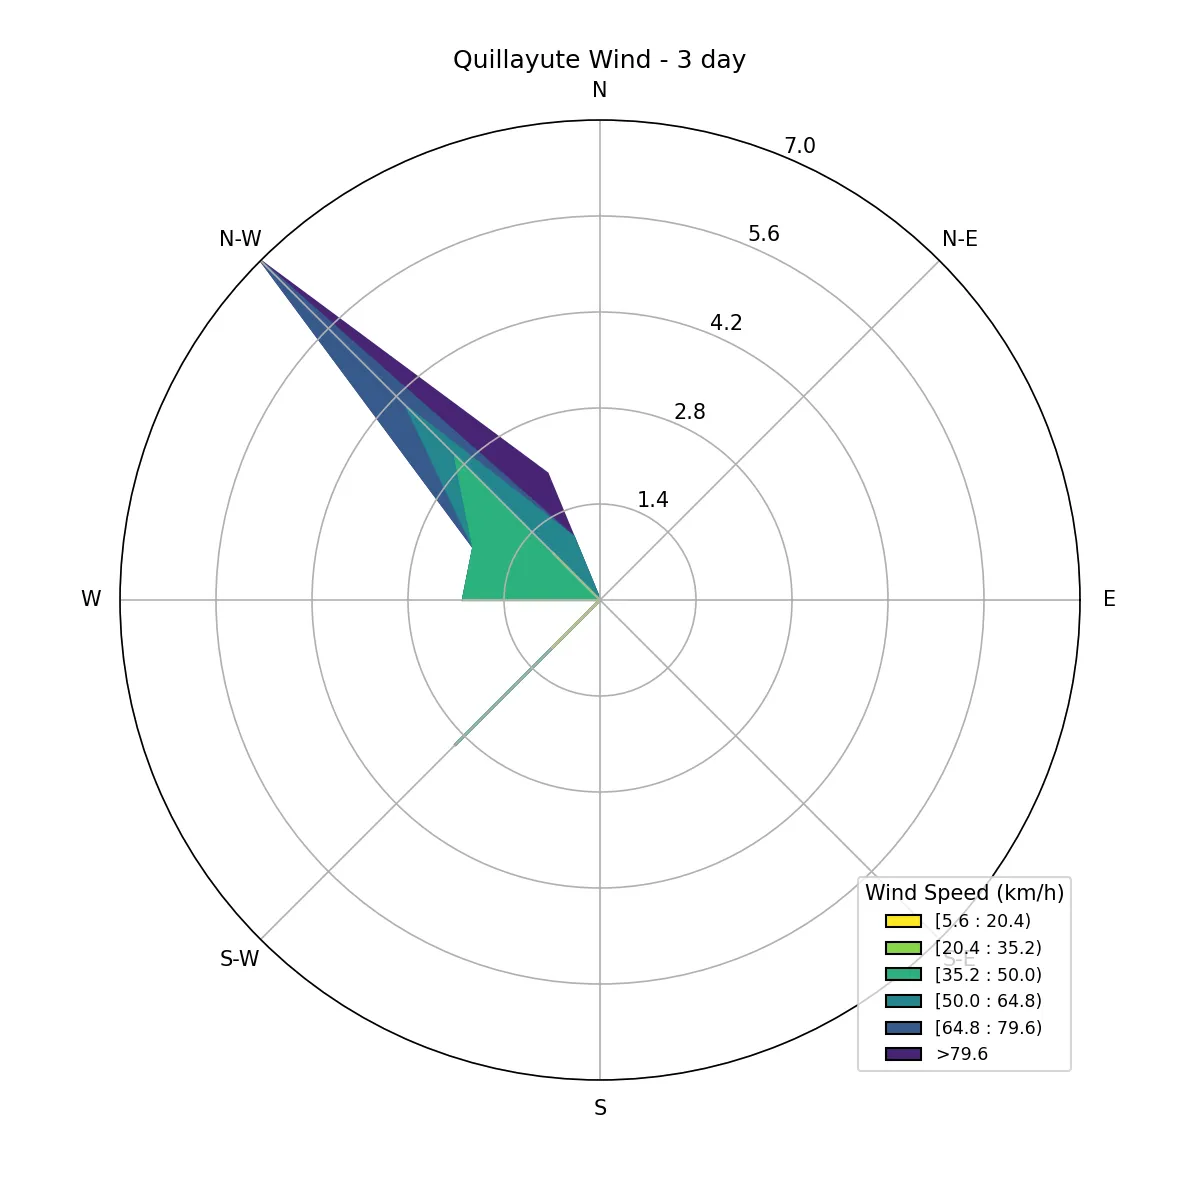 Quillayute Wind - 3 day
N
7.0
N-W
5.6
N-E
4.2
2.8
1.4
W
E
S-W
S-E
S
Wind Speed (km/h)
[5.6 : 20.4)
[20.4 : 35.2)
[35.2 : 50.0)
[50.0 : 64.8)
[64.8 : 79.6)
>79.6